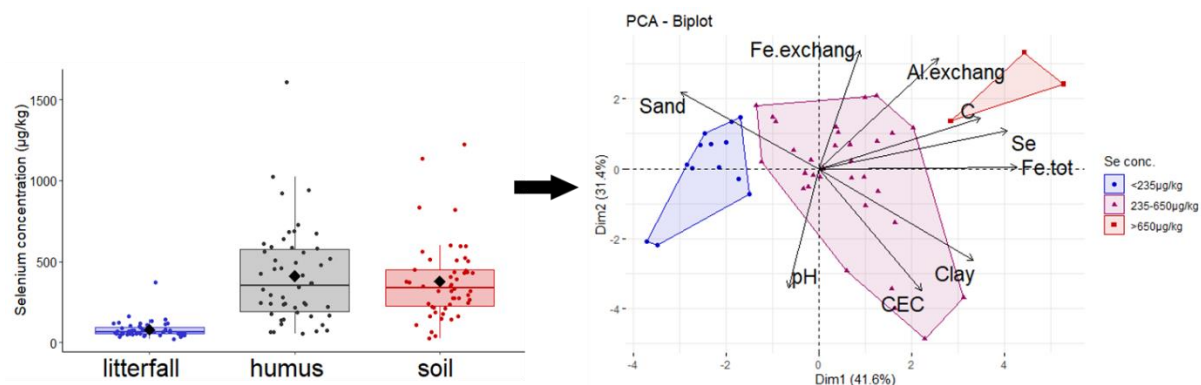 PCA - Biplot
Selenium concentration (µg/kg)
1500
1000
500
0
litterfall
humus
soil
Dim2 (31.4%)
2
0
-2
-4
Fe.exchang
Al.exchang
Sand
C
Se
Fe.tot
pH
Clay
CEC
-4
-2
0
2
4
Dim1 (41.6%)
Se conc.
<235µg/kg
235-650µg/kg
>650µg/kg